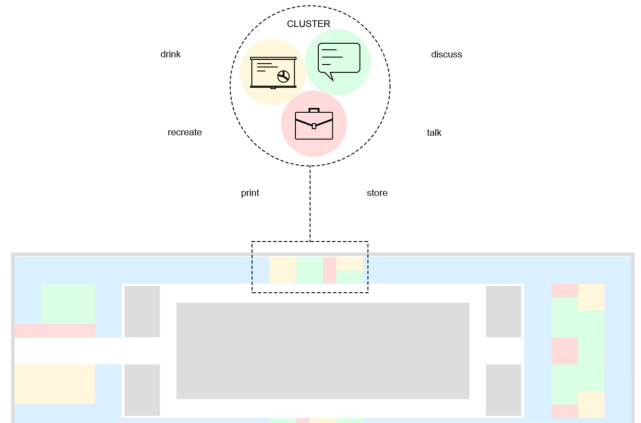 CLUSTER
drink
discuss
recreate
talk
print
store